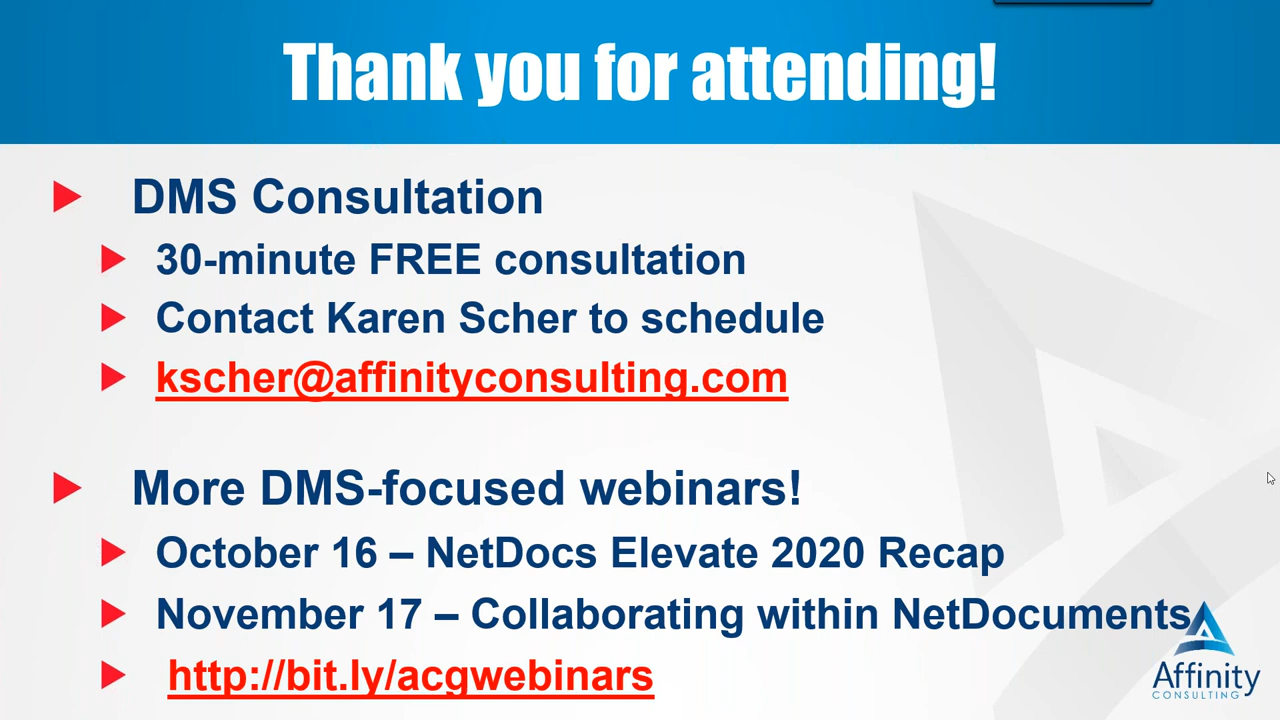 Thank you for attending!
DMS Consultation
30-minute FREE consultation
Contact Karen Scher to schedule
kscher@affinityconsulting.com
More DMS-focused webinars!
October 16 – NetDocs Elevate 2020 Recap
November 17 – Collaborating within NetDocuments
http://bit.ly/acgwebinars
Affinity
CONSULTING